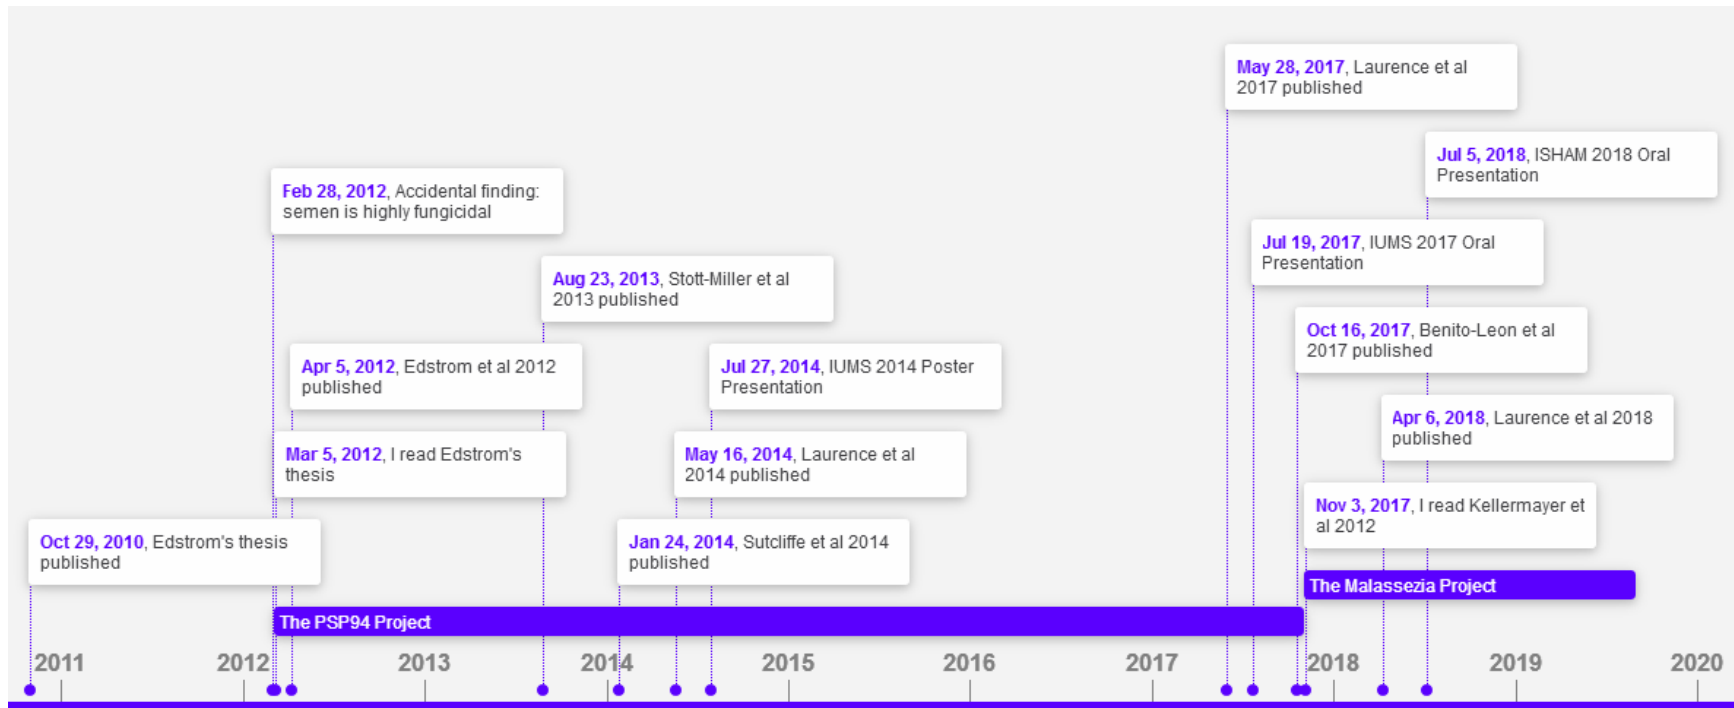 May 28, 2017, Laurence et al
2017 published
Jul 5, 2018, ISHAM 2018 Oral
Presentation
Feb 28, 2012, Accidental finding:
semen is highly fungicidal
Jul 19, 2017, IUMS 2017 Oral
Presentation
Aug 23, 2013, Stott-Miller et al
2013 published
Oct 16, 2017, Benito-Leon et al
2017 published
Apr 5, 2012, Edstrom et al 2012
published
Jul 27, 2014, IUMS 2014 Poster
Presentation
Apr 6, 2018, Laurence et al 2018
published
Mar 5, 2012, I read Edstrom's
thesis
May 16, 2014, Laurence et al
2014 published
Nov 3, 2017, I read Kellermayer et
al 2012
Oct 29, 2010, Edstrom's thesis
published
Jan 24, 2014, Sutcliffe et al 2014
published
The Malassezia Project
The PSP94 Project
2011 2012 2013 2014 2015 2016 2017 2018 2019 2020